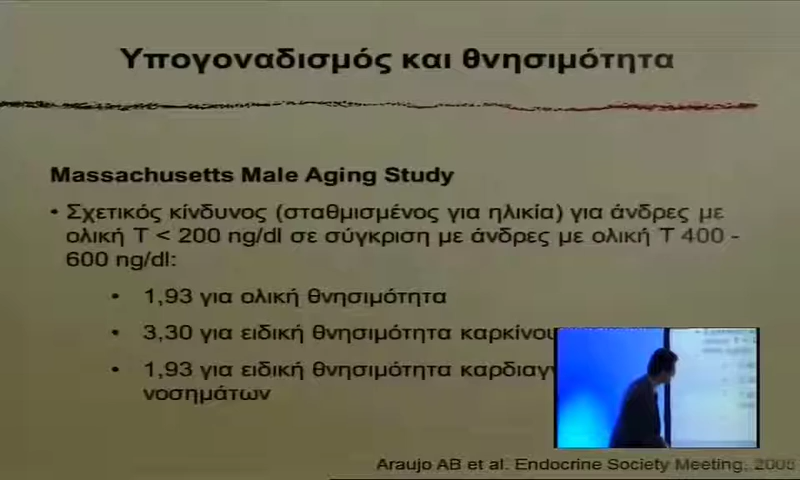 Υπογοναδισμός και θνησιμότητα
Massachusetts Male Aging Study
• Σχετικός κίνδυνος (σταθμισμένος για ηλικία) για άνδρες με
ολική T < 200 ng/dl σε σύγκριση με άνδρες με ολική T 400 -
600 ng/dl:
• 1,93 για ολική θνησιμότητα
• 3,30 για ειδική θνησιμότητα
• 1,93 για ειδική θνησιμότητα
νοσημάτων
Araujo AB et al. Endocrine Society Meeting,